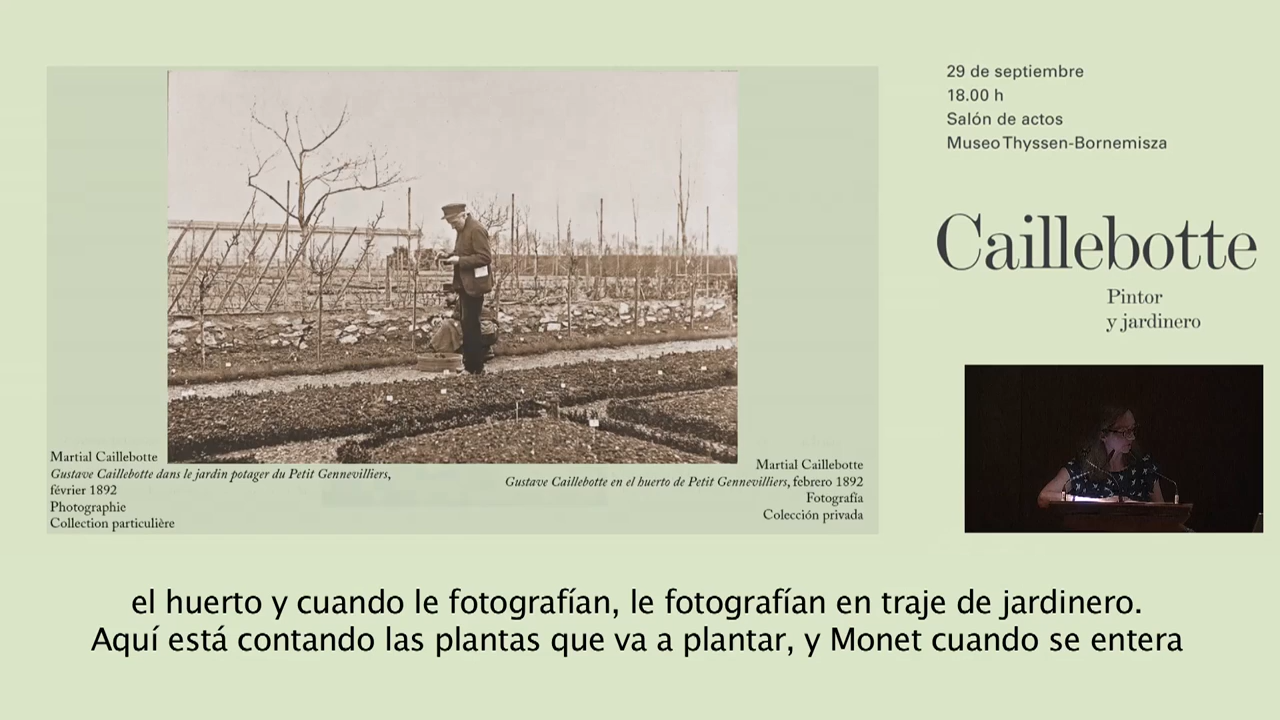 29 de septiembre
18.00 h
Salón de actos
Museo Thyssen-Bornemisza
Caillebotte
Pintor
y jardinero
Martial Caillebotte
Gustave Caillebotte dans le jardin potager du Petit Gennevilliers,
février 1892
Photographie
Collection particulière
Martial Caillebotte
Gustave Caillebotte en el huerto de Petit Gennevilliers, febrero 1892
Fotografía
Colección privada
el huerto y cuando le fotografían, le fotografían en traje de jardinero.
Aquí está contando las plantas que va a plantar, y Monet cuando se entera